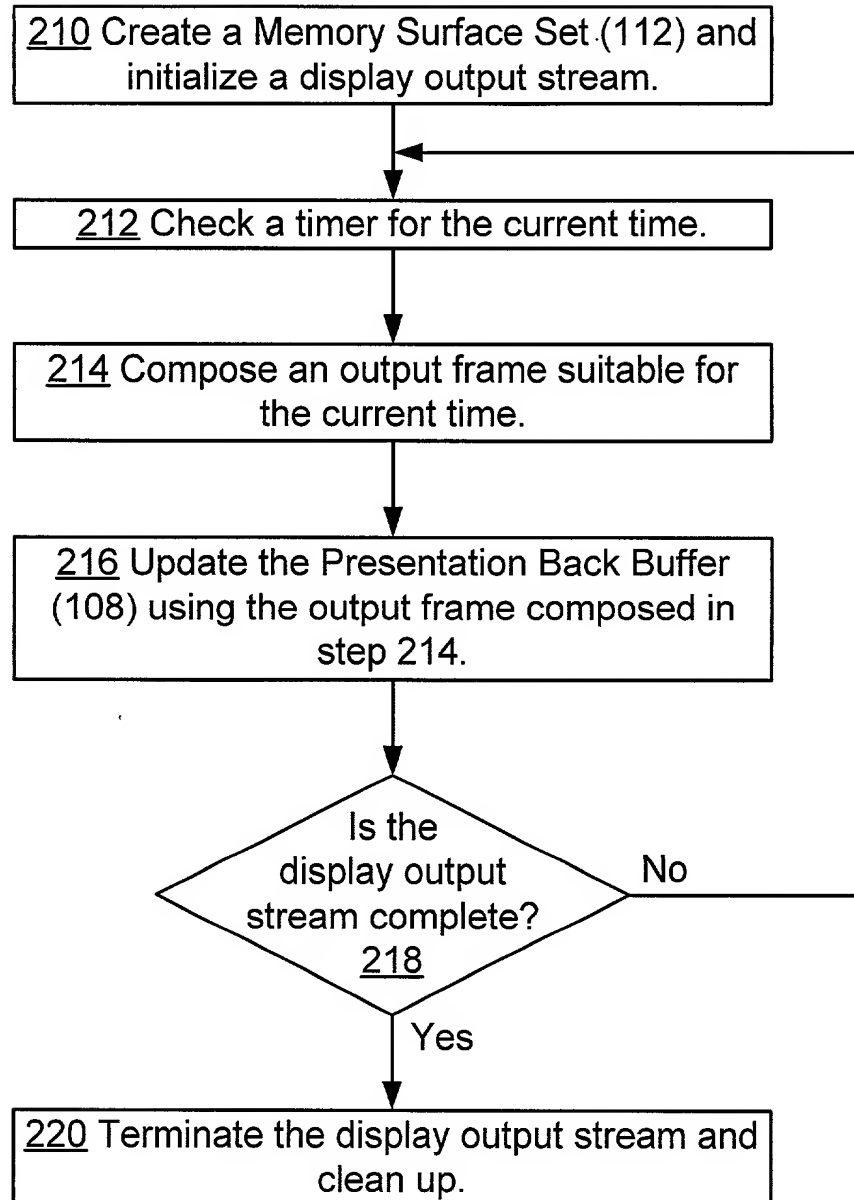 210 Create a Memory Surface Set (112) and
initialize a display output stream.
212 Check a timer for the current time.
214 Compose an output frame suitable for
the current time.
216 Update the Presentation Back Buffer
(108) using the output frame composed in
step 214.
Is the
display output
stream complete?
218
No
Yes
220 Terminate the display output stream and
clean up.